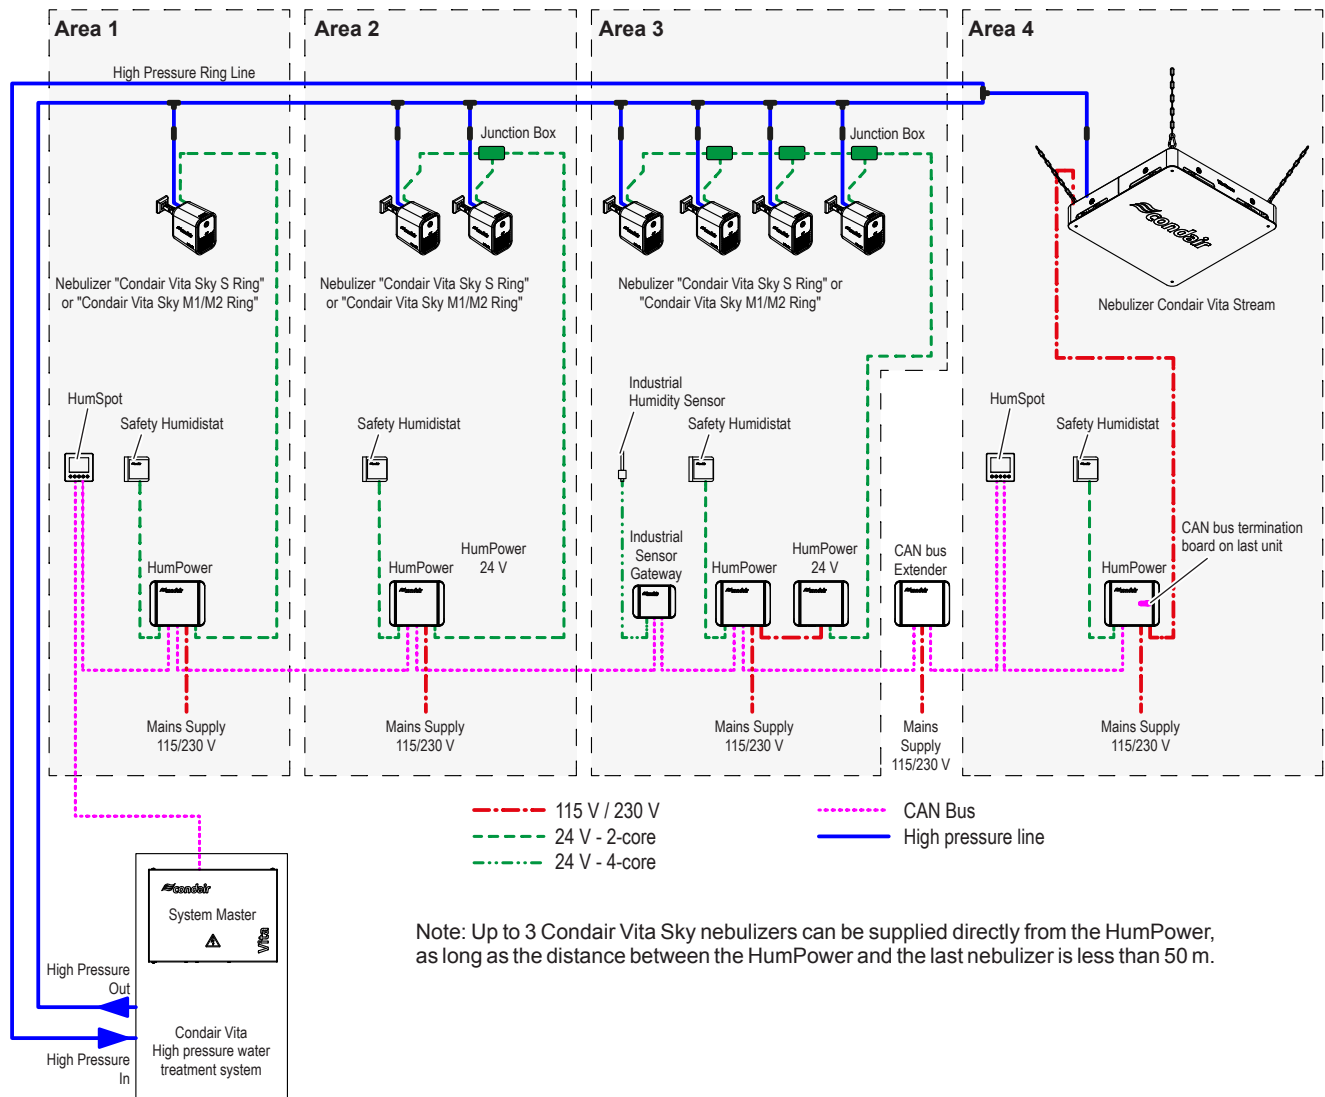 Area 1
Area 2
Area 3
Area 4
High Pressure Ring Line
Junction Box
Junction Box
condair
Nebulizer "Condair Vita Sky S Ring"
or "Condair Vita Sky M1/M2 Ring"
Nebulizer "Condair Vita Sky S Ring"
or "Condair Vita Sky M1/M2 Ring"
Nebulizer "Condair Vita Sky S Ring" or
"Condair Vita Sky M1/M2 Ring"
Nebulizer Condair Vita Stream
HumSpot
Safety Humidistat
Safety Humidistat
Industrial
Humidity Sensor
Safety Humidistat
HumSpot
Safety Humidistat
CAN bus termination
board on last unit
HumPower
HumPower
HumPower
24 V
Industrial
Sensor
Gateway
HumPower
HumPower
24 V
CAN bus
Extender
HumPower
Mains Supply
115/230 V
Mains Supply
115/230 V
Mains Supply
115/230 V
Mains
Supply
115/230 V
Mains Supply
115/230 V
115 V / 230 V
24 V - 2-core
24 V - 4-core
CAN Bus
High pressure line
condair
System Master
Vita
Note: Up to 3 Condair Vita Sky nebulizers can be supplied directly from the HumPower,
as long as the distance between the HumPower and the last nebulizer is less than 50 m.
High Pressure
Out
High Pressure
In
Condair Vita
High pressure water
treatment system